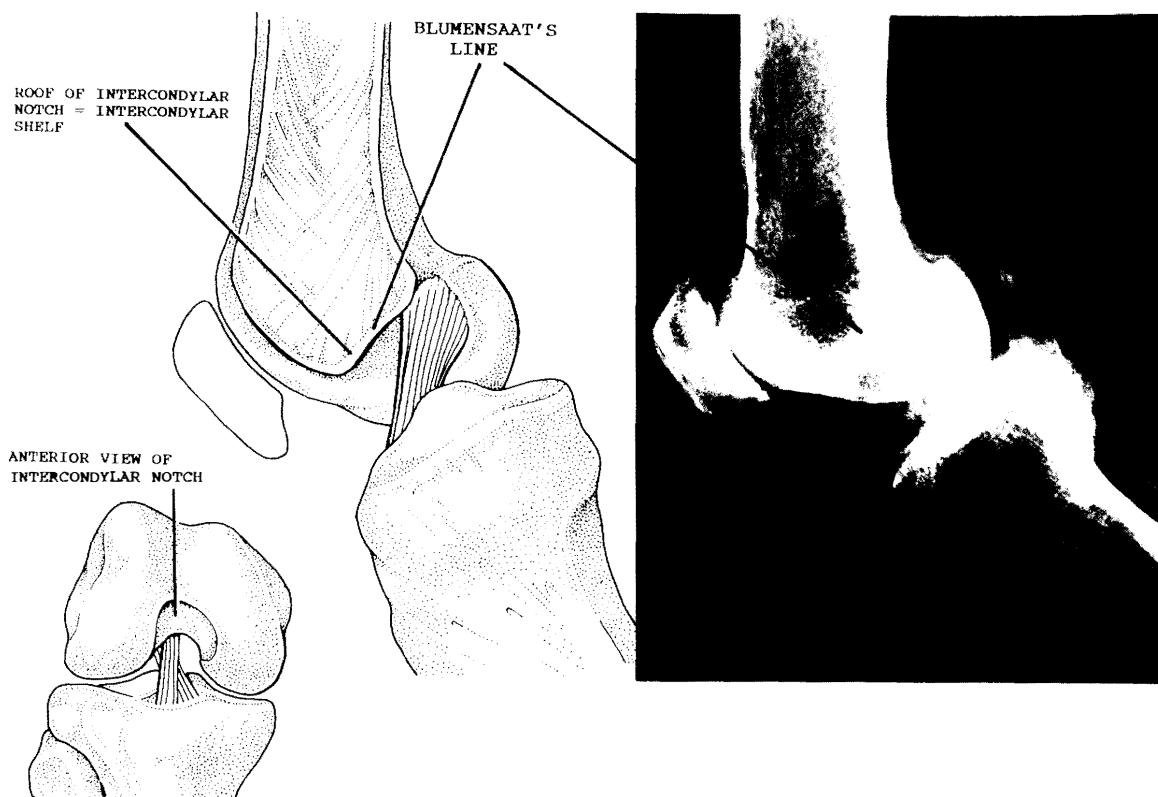 BLUMENSAAT'S
LINE
ROOF OF INTERCONDYLAR
NOTCH = INTERCONDYLAR
SHELF
ANTERIOR VIEW OF
INTERCONDYLAR NOTCH